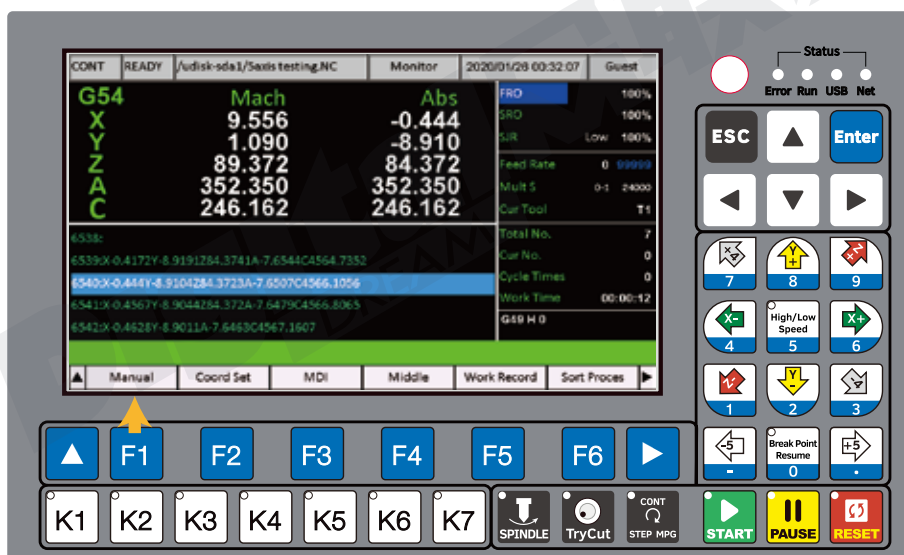 CONT READY /udisk-sda1/5axis testing.NC Monitor 2020/01/26 00:32:07 Guest
G54 Mach Abs
X 9.556 -0.444
Y 1.090 -8.910
Z 89.372 84.372
A 352.350 352.350
C 246.162 246.162
FRO 100%
SRO 100%
SJR Low 100%
Feed Rate 0 99999
Mult S 0-1 24000
Cur Tool T1
Total No. 7
Cur No. 0
Cycle Times 0
Work Time 00:00:12
G49 H 0
6538:
6539:X-0.4172Y-8.9191Z84.3741A-7.6544C4564.7352
6540:X-0.444Y-8.9104Z84.3723A-7.6507C4566.1056
6541:X-0.4567Y-8.9044Z84.372A-7.6479C4566.8065
6542:X-0.4628Y-8.9011A-7.6463C4567.1607
Manual Coord Set MDI Middle Work Record Sort Proces
F1 F2 F3 F4 F5 F6
K1 K2 K3 K4 K5 K6 K7
SPINDLE TryCut CONT
STEP MPG
Status
Error Run USB Net
ESC Enter
7 Y+ 8 9
X- 4 High/Low
Speed 5 X+ 6
Z- 1 Y- 2 3
-5 - Break Point
Resume 0 +5 .
START PAUSE RESET